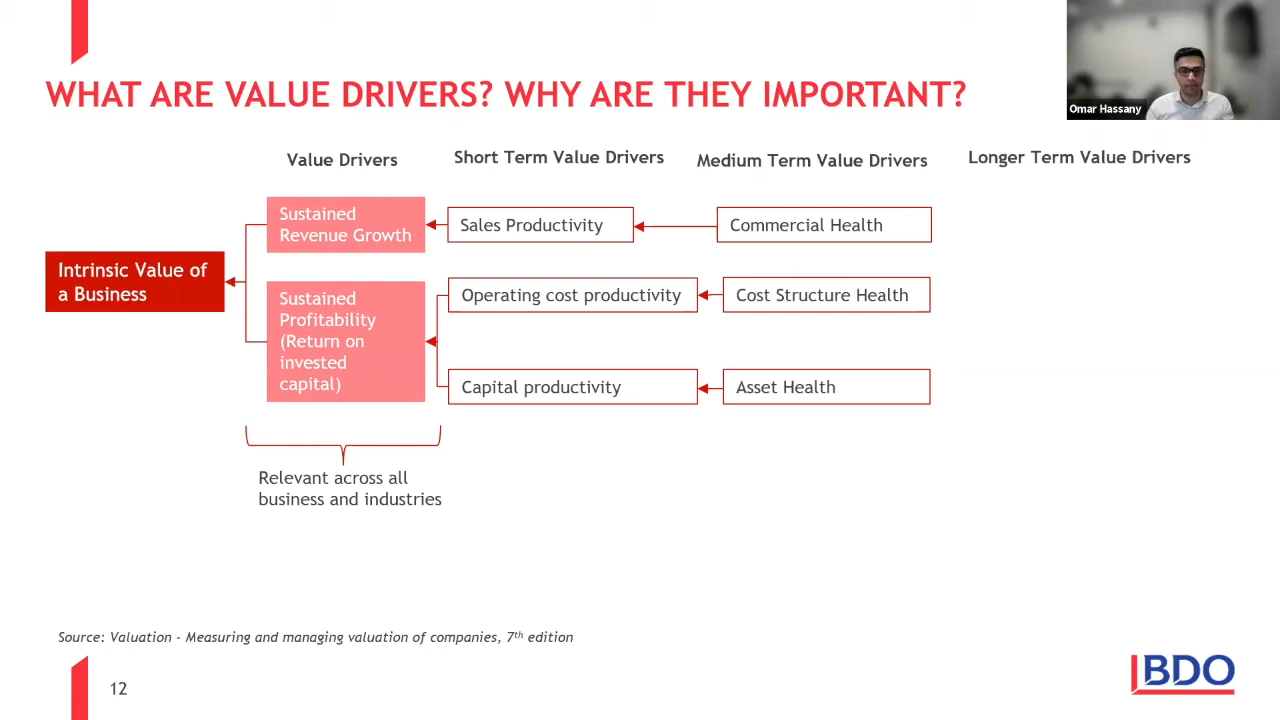 WHAT ARE VALUE DRIVERS? WHY ARE THEY IMPORTANT?
Omar Hassany
Value Drivers
Short Term Value Drivers
Medium Term Value Drivers
Longer Term Value Drivers
Intrinsic Value of
a Business
Sustained
Revenue Growth
Sales Productivity
Commercial Health
Sustained
Profitability
(Return on
invested
capital)
Operating cost productivity
Cost Structure Health
Capital productivity
Asset Health
Relevant across all
business and industries
Source: Valuation - Measuring and managing valuation of companies, 7th edition
12
BDO